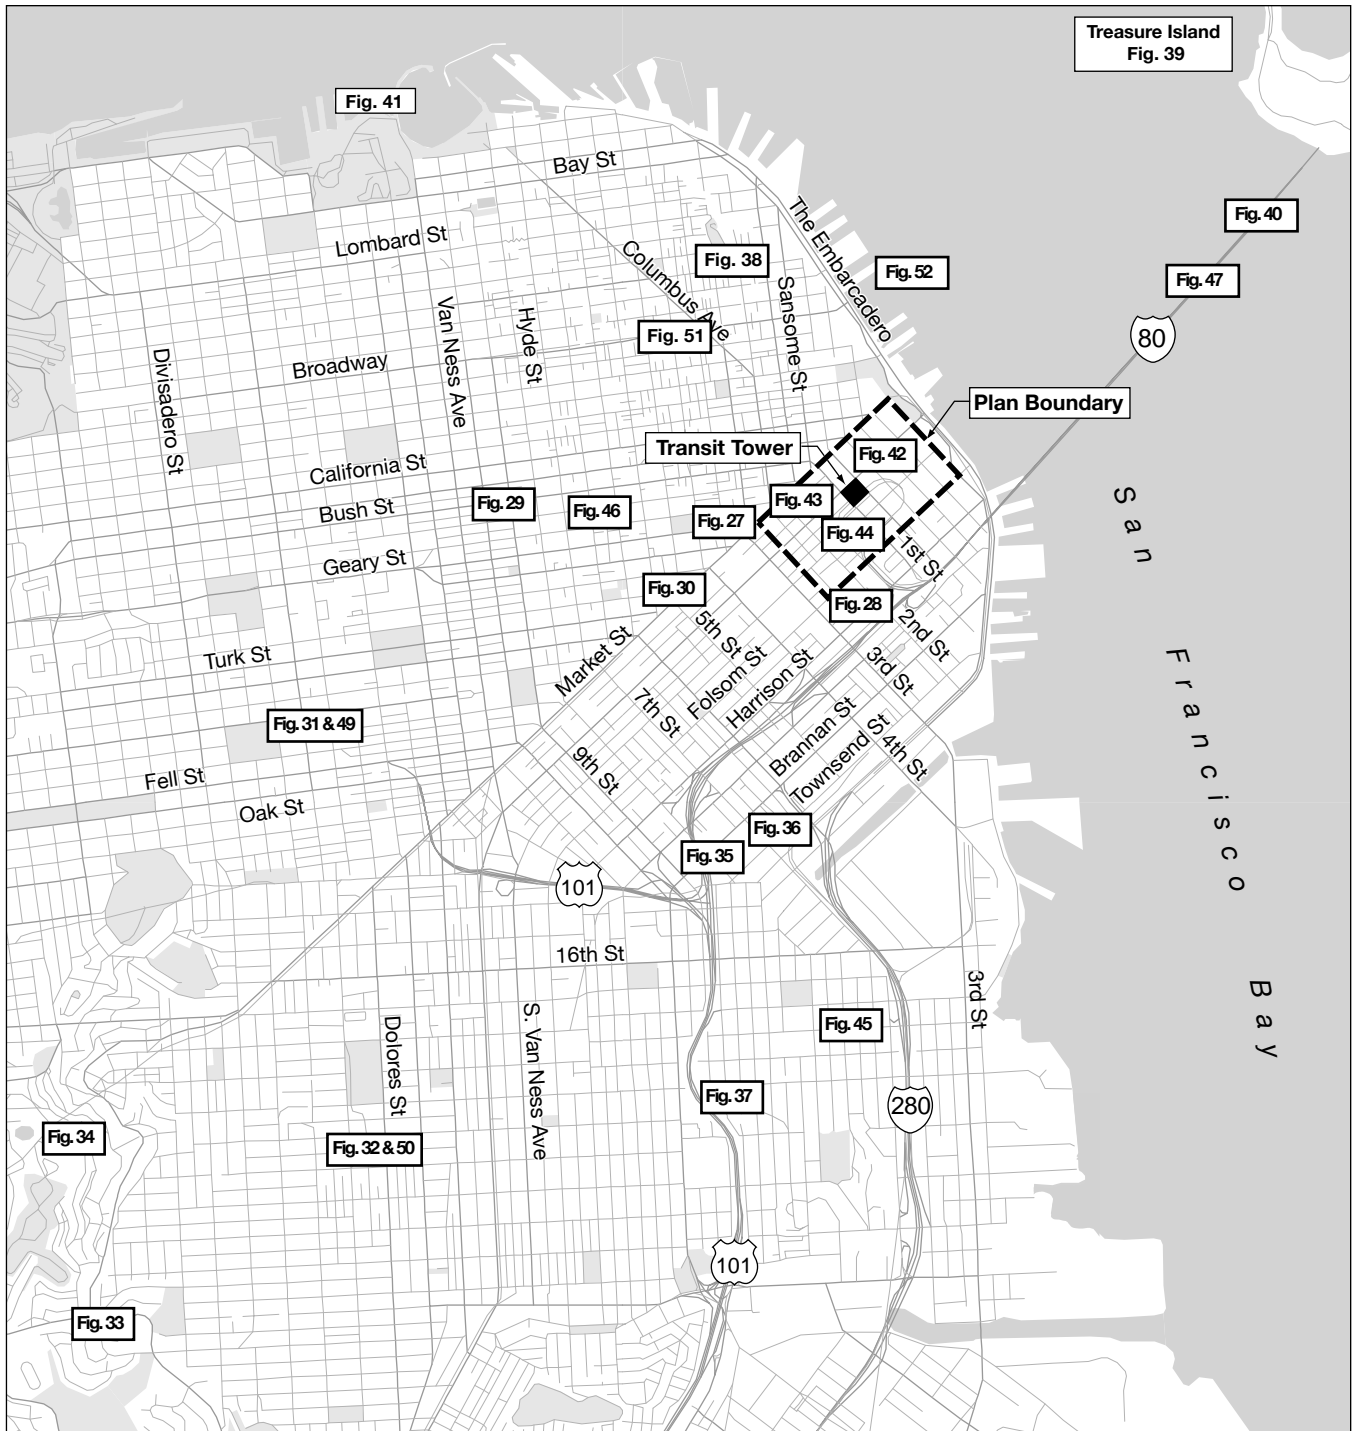 Treasure Island
Fig. 39
Fig. 41
Bay St
Fig. 40
Lombard St
The Embarcadero
Columbus Ave
Fig. 38
Fig. 52
Fig. 47
Sansome St
Van Ness Ave
Hyde St
Fig. 51
80
Divisadero St
Broadway
Plan Boundary
Transit Tower
Fig. 42
California St
Fig. 29
Fig. 46
Fig. 43
Bush St
Fig. 27
Fig. 44
San Francisco Bay
Geary St
1st St
Fig. 30
Fig. 28
5th St
2nd St
Market St
Turk St
Folsom St
Harrison St
3rd St
7th St
Fig. 31 & 49
Brannan St
Townsend St
4th St
9th St
Fell St
Oak St
Fig. 36
Fig. 35
101
16th St
3rd St
S. Van Ness Ave
Dolores St
Fig. 45
Fig. 37
280
Fig. 34
Fig. 32 & 50
101
Fig. 33